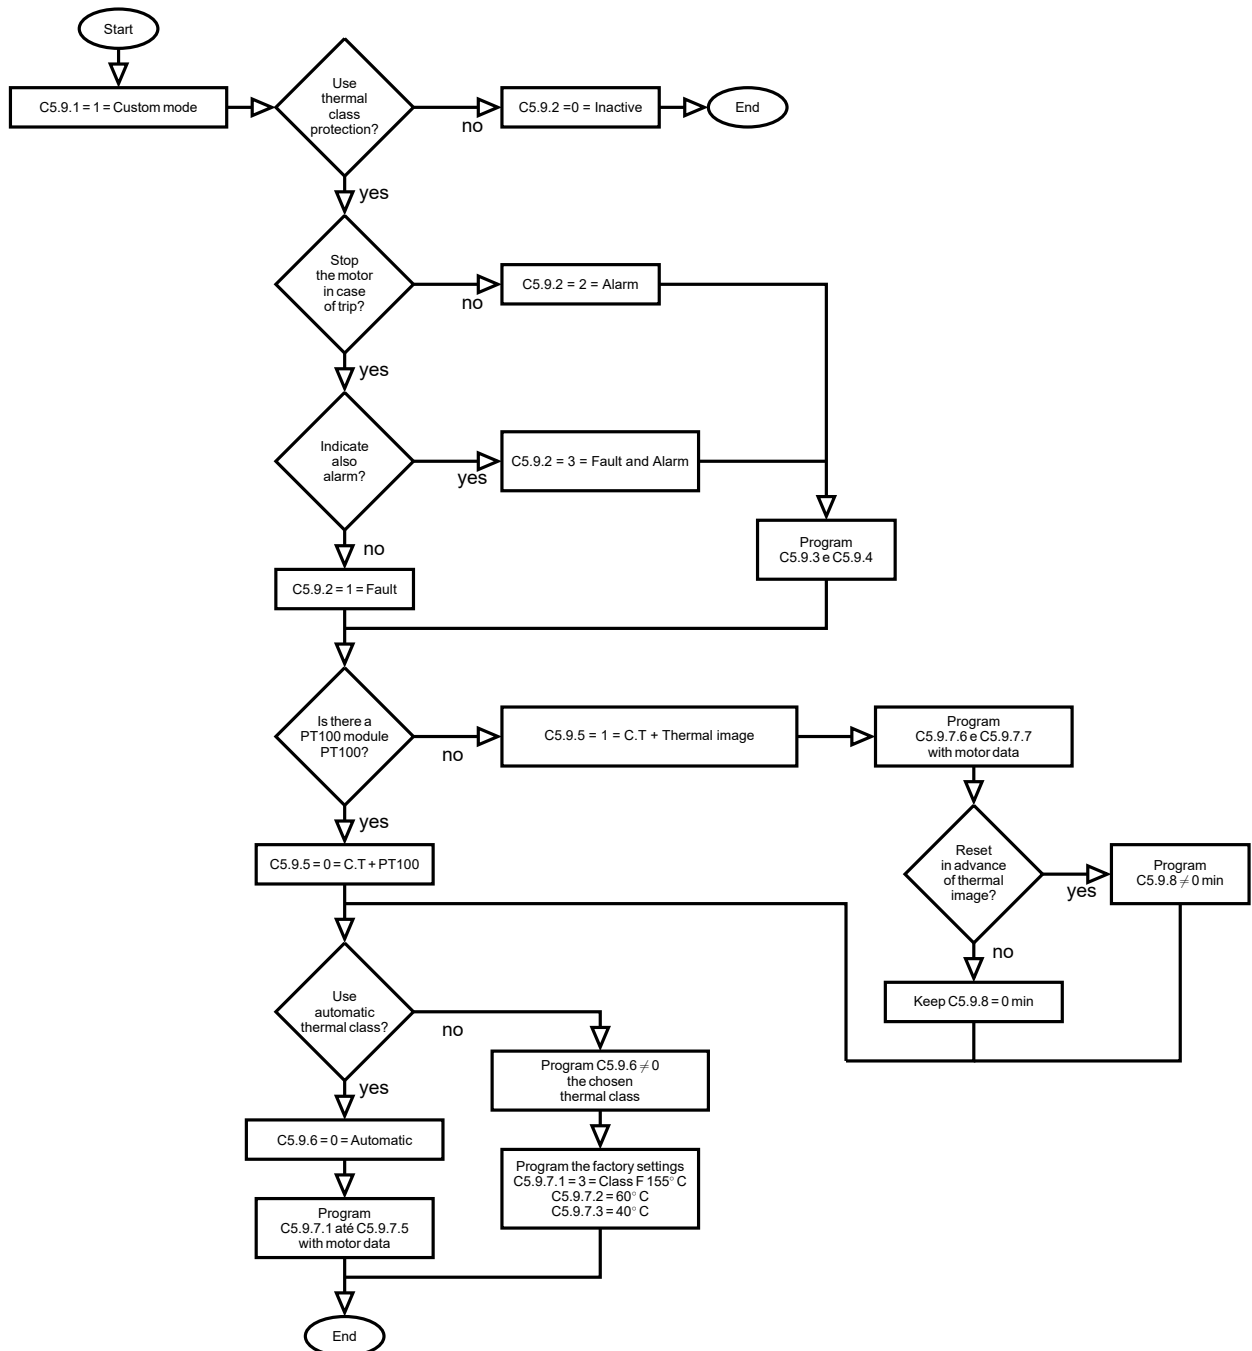 Start
C5.9.1 = 1 = Custom mode
Use
thermal
class
protection?
no
C5.9.2 =0 = Inactive
End
yes
Stop
the motor
in case
of trip?
no
C5.9.2 = 2 = Alarm
yes
Indicate
also
alarm?
yes
C5.9.2 = 3 = Fault and Alarm
no
Program
C5.9.3 e C5.9.4
C5.9.2 = 1 = Fault
Is there a
PT100 module
PT100?
no
C5.9.5 = 1 = C.T + Thermal image
Program
C5.9.7.6 e C5.9.7.7
with motor data
yes
C5.9.5 = 0 = C.T + PT100
Reset
in advance
of thermal
image?
yes
Program
C5.9.8 ≠ 0 min
no
Keep C5.9.8 = 0 min
Use
automatic
thermal class?
no
Program C5.9.6 ≠ 0
the chosen
thermal class
yes
C5.9.6 = 0 = Automatic
Program the factory settings
C5.9.7.1 = 3 = Class F 155° C
C5.9.7.2 = 60° C
C5.9.7.3 = 40° C
Program
C5.9.7.1 até C5.9.7.5
with motor data
End